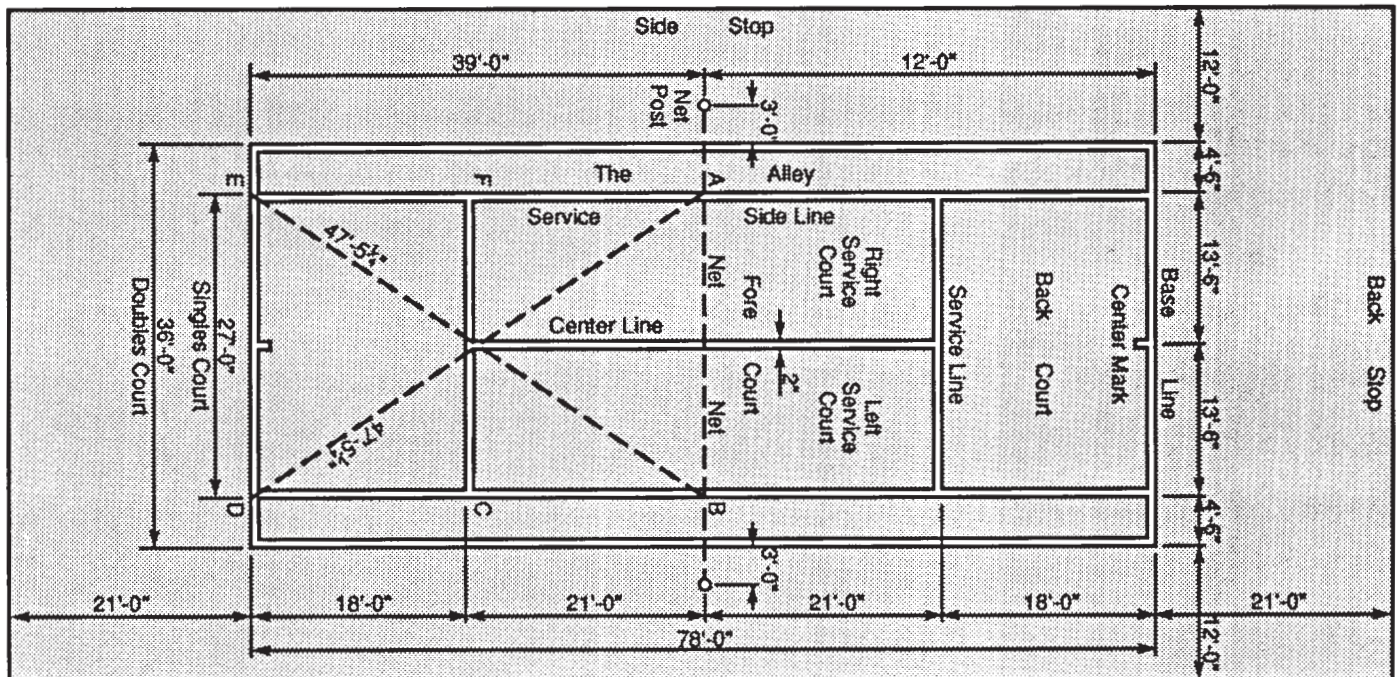 Side Stop
39'-0"
12'-0"
12'-0"
Net
Post
3'-0"
4'-6"
E
F
The
A
Alley
Service
Side Line
47'-5¼"
Net
Fore
Right
Service
Court
13'-6"
Base
Back
Center Mark
Service Line
Back
Center Line
Singles Court
27'-0"
Doubles Court
36'-0"
2"
Court
Net
Left
Service
Court
Court
Line
Stop
13'-6"
47'-5¼"
D
C
B
4'-6"
3'-0"
21'-0"
18'-0"
21'-0"
21'-0"
18'-0"
21'-0"
78'-0"
12'-0"